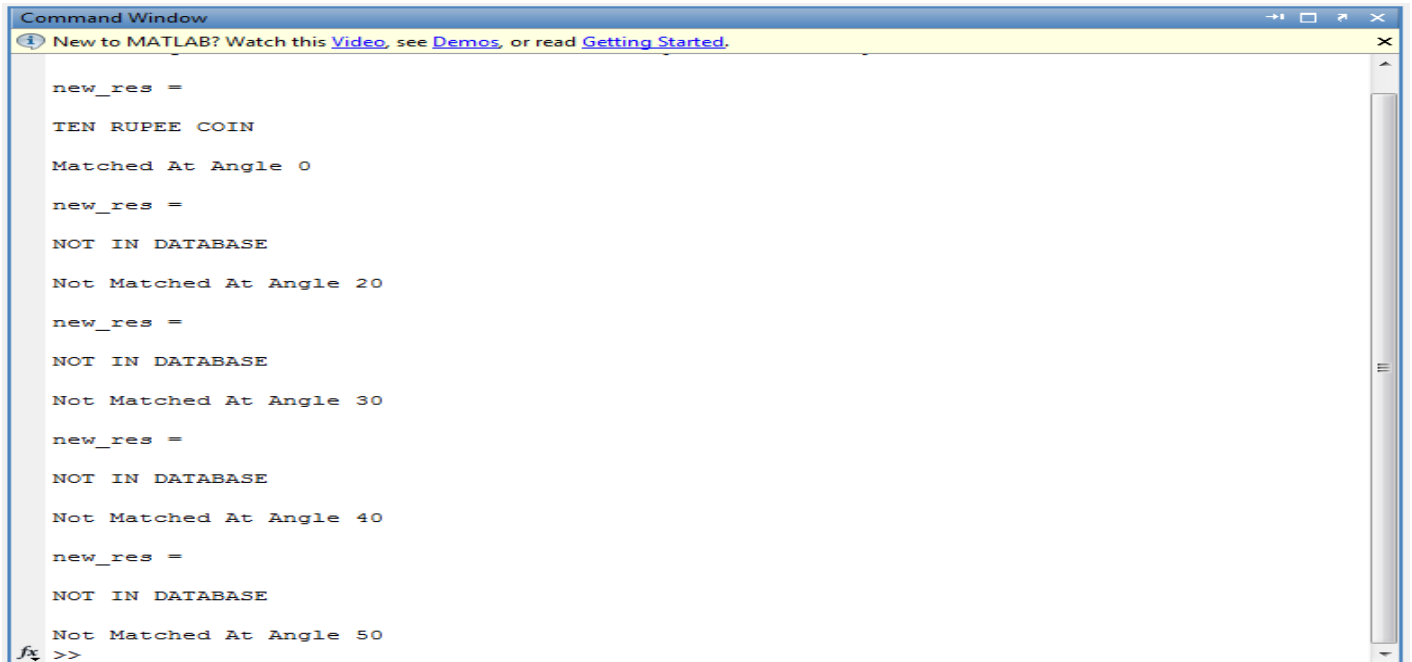 Command Window
New to MATLAB? Watch this Video, see Demos, or read Getting Started.
new_res =
TEN RUPEE COIN
Matched At Angle 0
new_res =
NOT IN DATABASE
Not Matched At Angle 20
new_res =
NOT IN DATABASE
Not Matched At Angle 30
new_res =
NOT IN DATABASE
Not Matched At Angle 40
new_res =
NOT IN DATABASE
Not Matched At Angle 50
fx >>